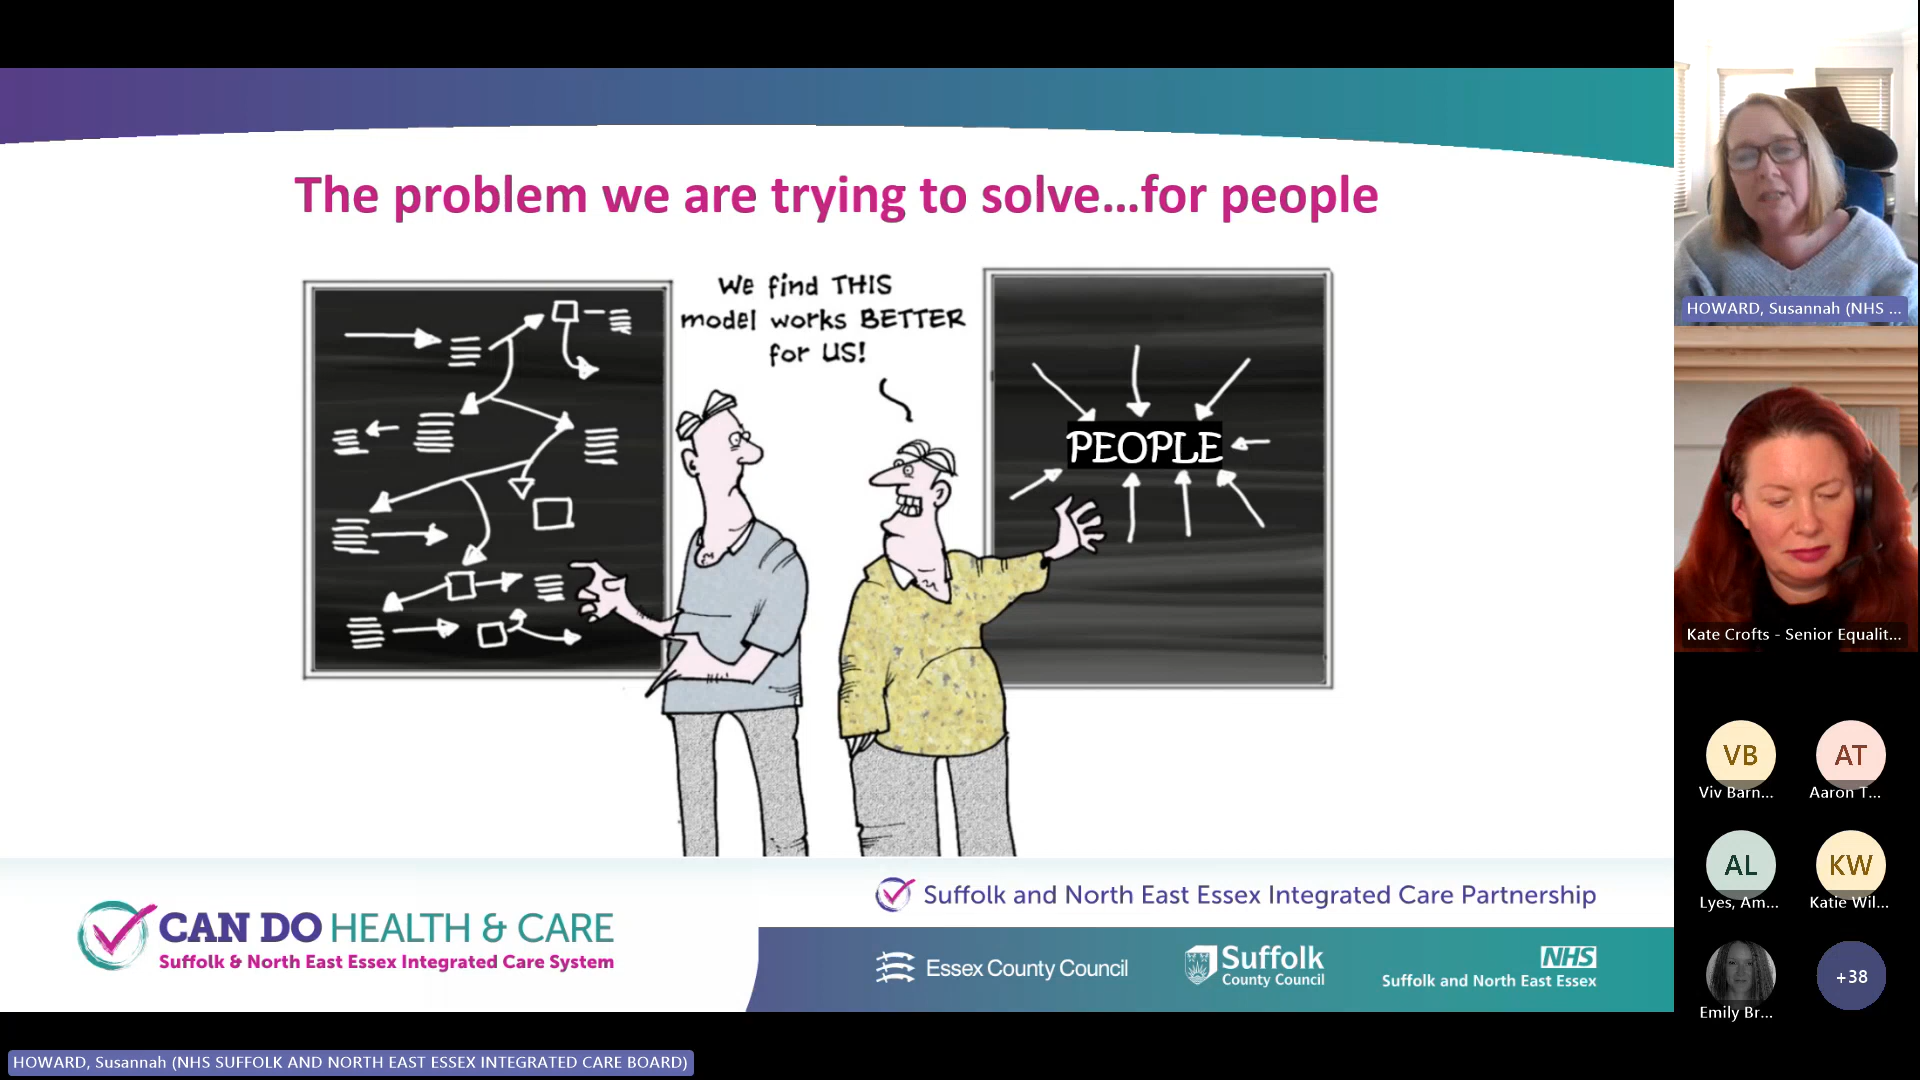 The problem we are trying to solve...for people
We find THIS
model works BETTER
for US!
PEOPLE
CAN DO HEALTH & CARE
Suffolk & North East Essex Integrated Care System
Suffolk and North East Essex Integrated Care Partnership
Essex County Council
Suffolk
County Council
NHS
Suffolk and North East Essex
HOWARD, Susannah (NHS SUFFOLK AND NORTH EAST ESSEX INTEGRATED CARE BOARD)
HOWARD, Susannah (NHS ...
Kate Crofts - Senior Equalit...
VB
AT
Viv Barn...
Aaron T...
AL
KW
Lyes, Am...
Katie Wil...
+38
Emily Br...